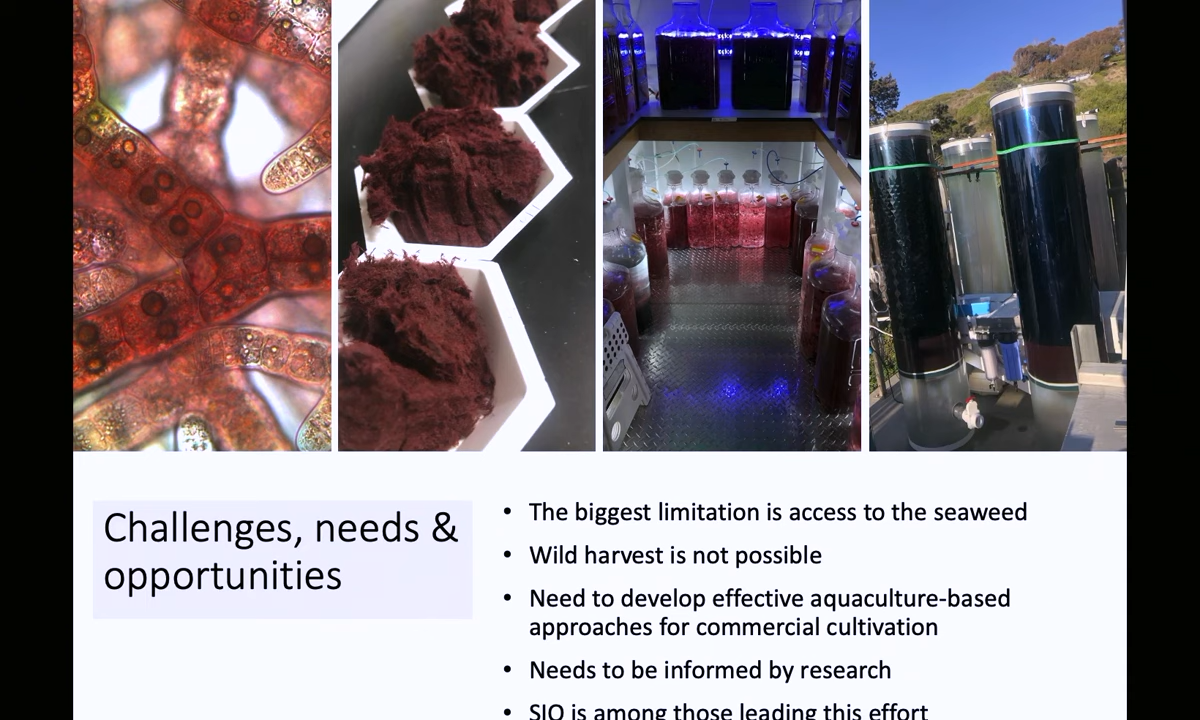 Challenges, needs &
opportunities
• The biggest limitation is access to the seaweed
• Wild harvest is not possible
• Need to develop effective aquaculture-based
approaches for commercial cultivation
• Needs to be informed by research
• SIO is among those leading this effort